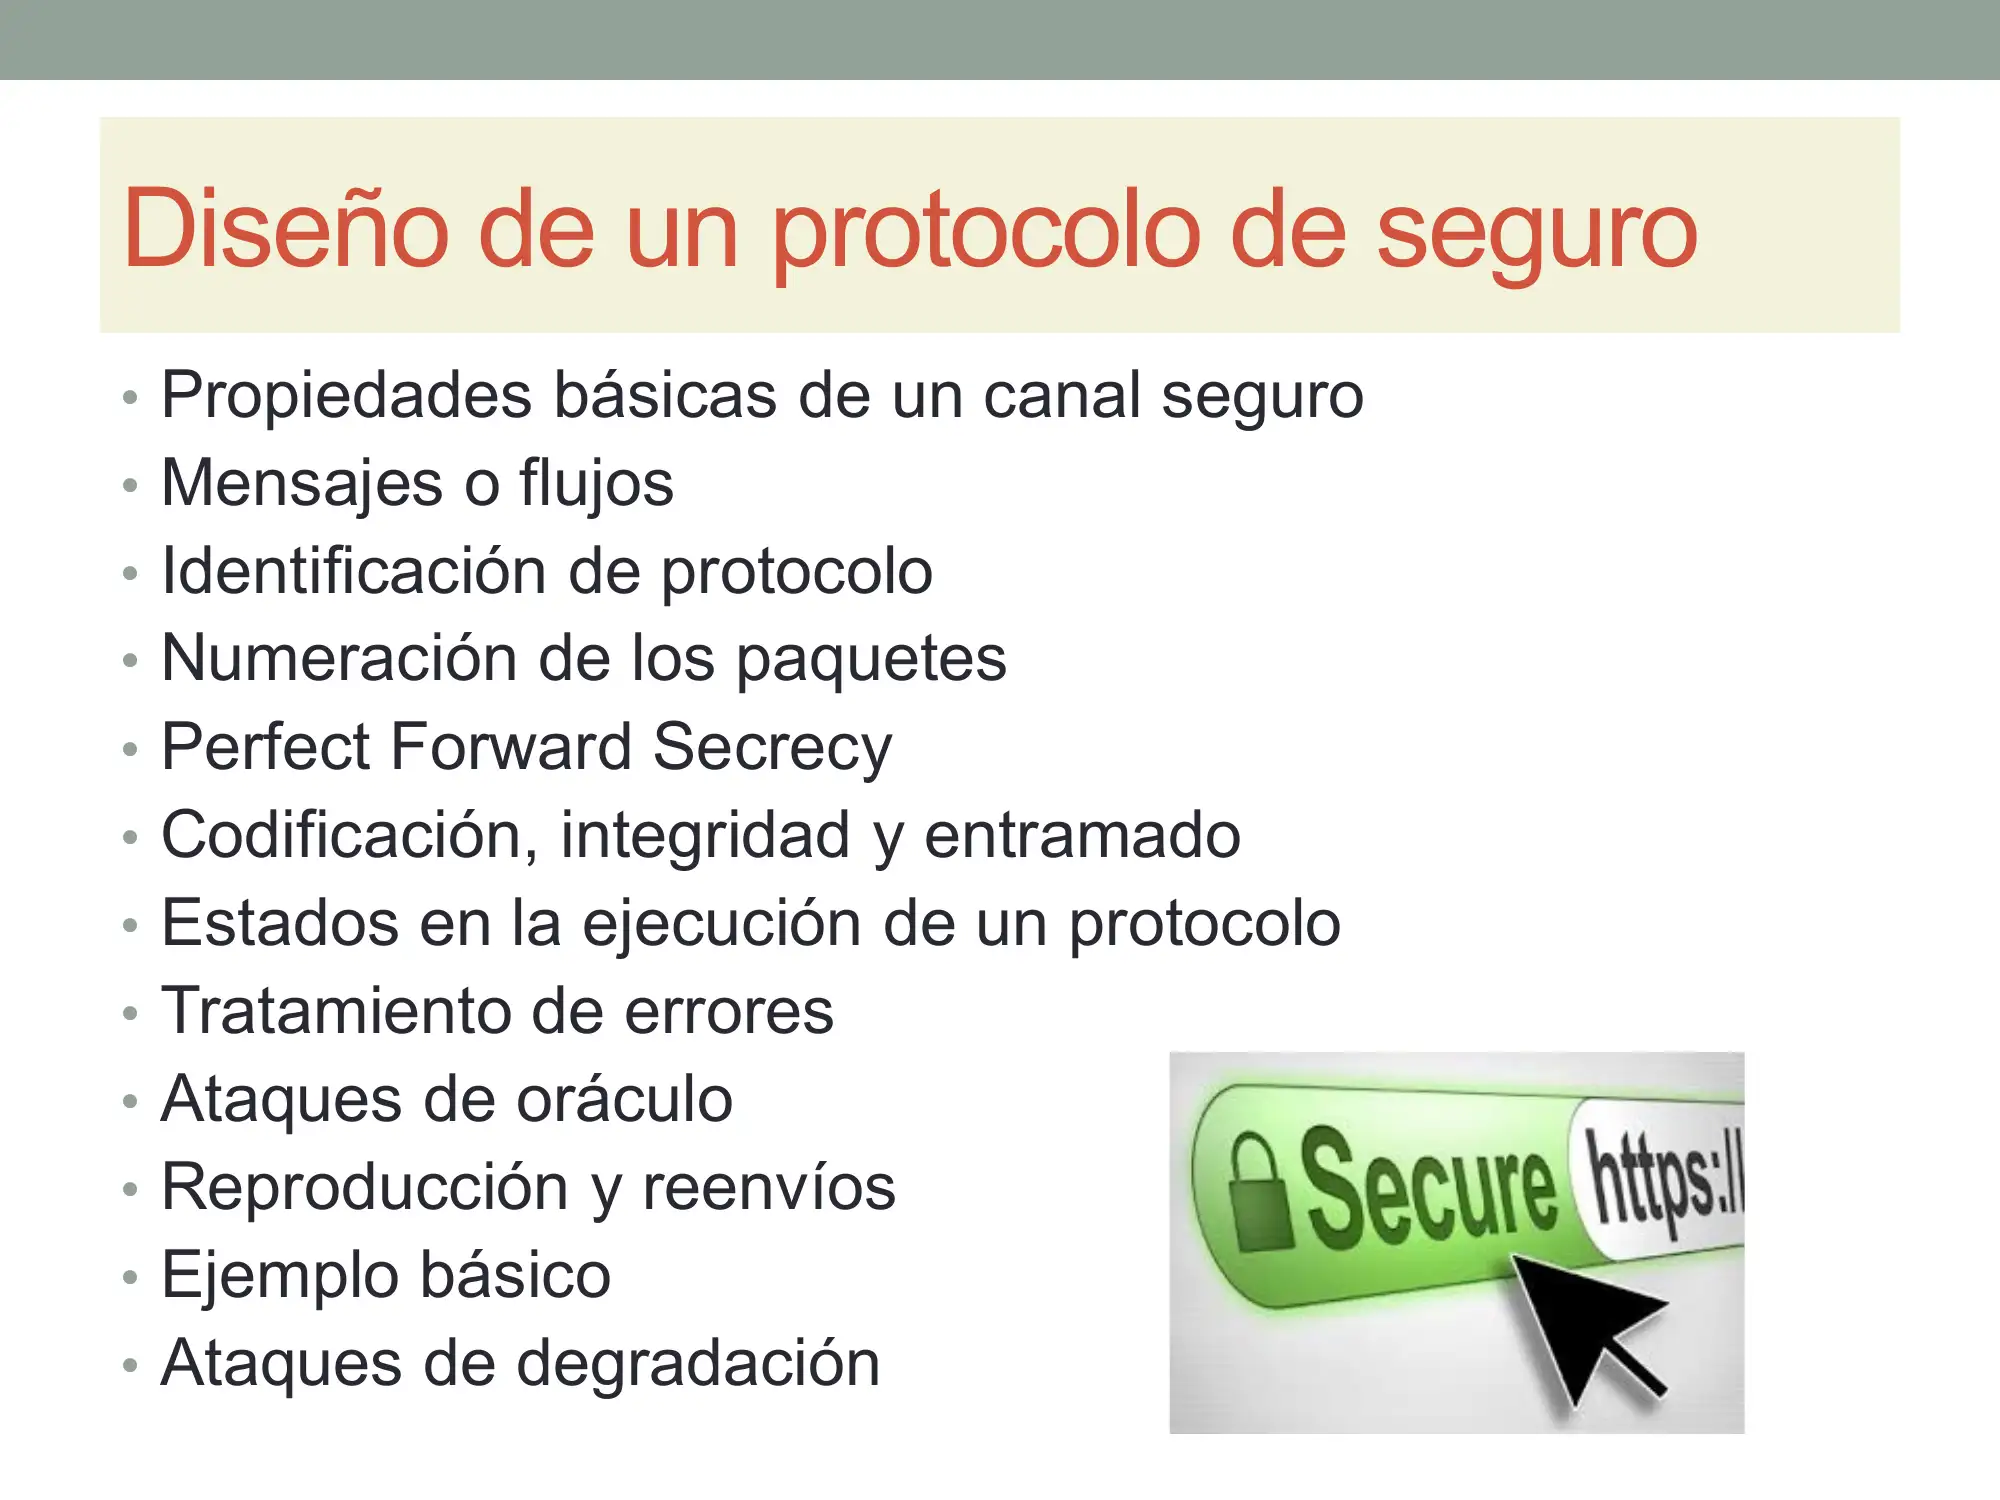 Diseño de un protocolo de seguro
• Propiedades básicas de un canal seguro
• Mensajes o flujos
• Identificación de protocolo
• Numeración de los paquetes
• Perfect Forward Secrecy
• Codificación, integridad y entramado
• Estados en la ejecución de un protocolo
• Tratamiento de errores
• Ataques de oráculo
• Reproducción y reenvíos
• Ejemplo básico
• Ataques de degradación
Secure https://